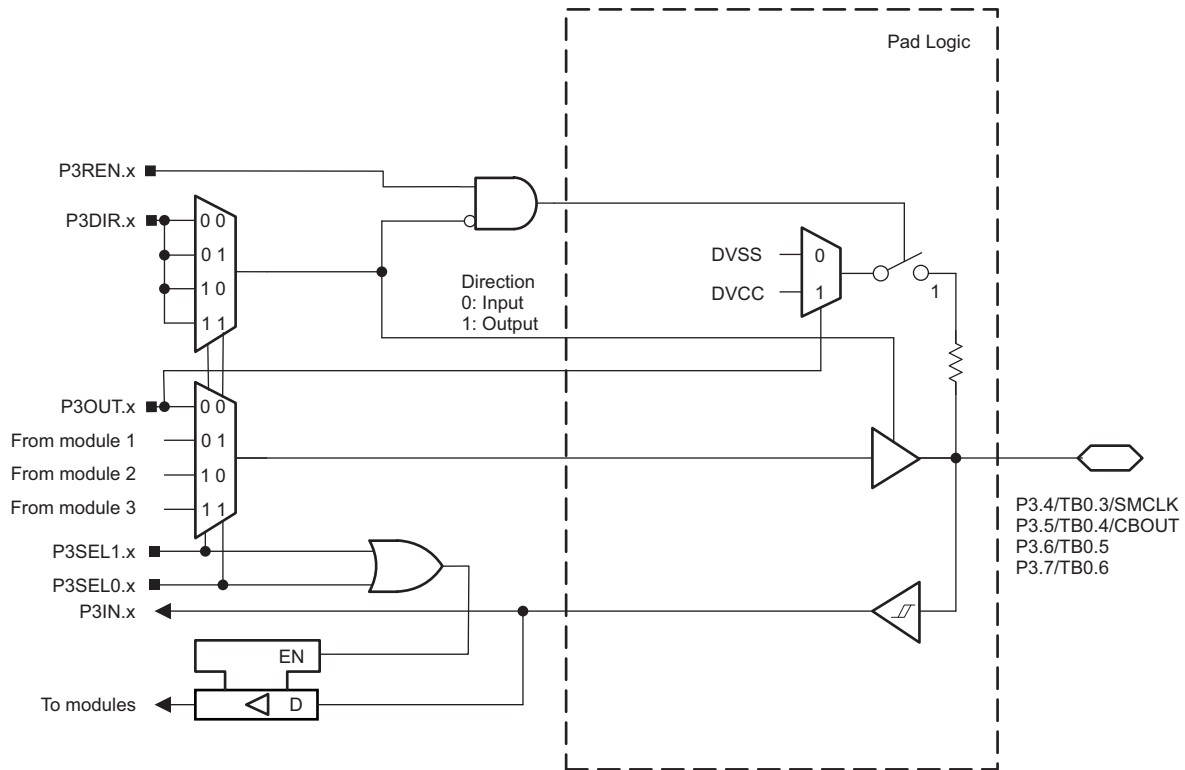 Pad Logic
P3REN.x
P3DIR.x
0 0
0 1
1 0
1 1
Direction
0: Input
1: Output
DVSS
DVCC
0
1
1
P3OUT.x
From module 1
From module 2
From module 3
0 0
0 1
1 0
1 1
P3SEL1.x
P3SEL0.x
P3IN.x
EN
D
To modules
P3.4/TB0.3/SMCLK
P3.5/TB0.4/CBOUT
P3.6/TB0.5
P3.7/TB0.6